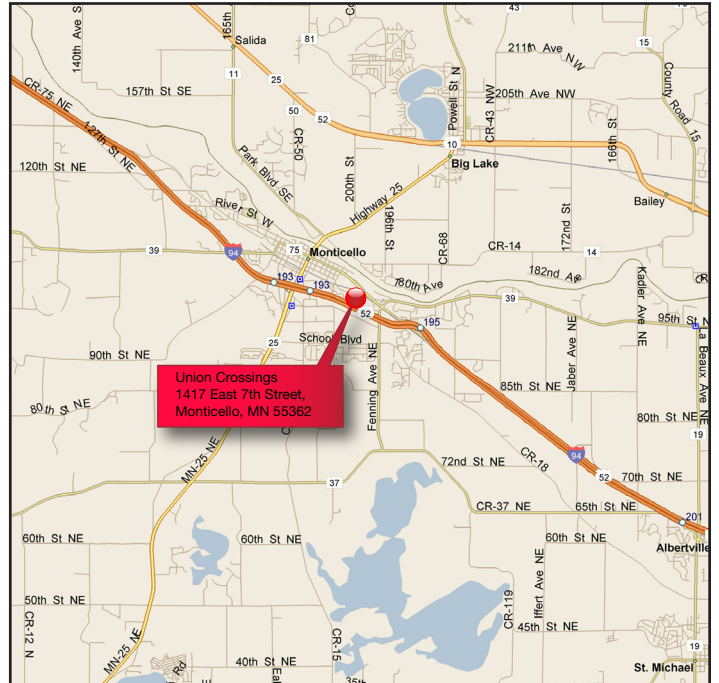 43
140th Ave S
165th
Salida
81
15
211th Ave NW
County Road 15
11
25
CR-75 NE
157th St SE
50
Powell St N
CR-43 NW
205th Ave NW
52
127th St NE
CR-50
166th St
10
Big Lake
120th St NE
Park Blvd SE
200th St
Highway 25
Bailey
River St W
196th St
172nd St
CR-68
CR-14
14
39
94
75
Monticello
182nd Ave
Kadler Ave NE
193
193
180th Ave
39
52
195
95th St N
25
School Blvd
La Beaux Ave NE
90th St NE
Fenning Ave NE
Jaber Ave NE
Union Crossings
1417 East 7th Street,
Monticello, MN 55362
85th St NE
80th St NE
80th St NE
19
MN-25 NE
72nd St NE
CR-18
94
37
52
70th St NE
CR-37 NE
65th St NE
201
60th St NE
60th St NE
60th St NE
Albertville
50th St NE
CR-12 N
CR-119
Iffert Ave NE
45th St NE
MN-25 NE
CR-15
19
Rd
40th St NE
40th St NE
St. Michael